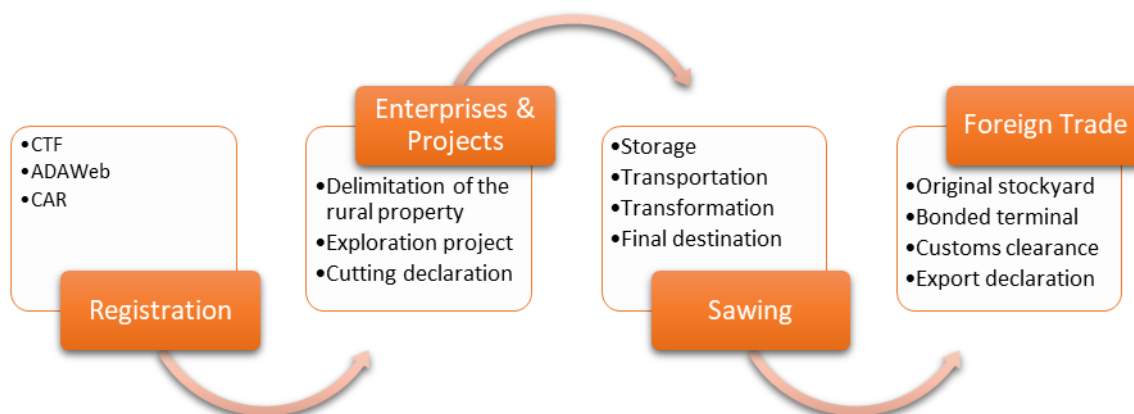 •CTF
•ADAWeb
•CAR
Registration
Enterprises &
Projects
•Delimitation of the
rural property
•Exploration project
•Cutting declaration
•Storage
•Transportation
•Transformation
•Final destination
Sawing
Foreign Trade
•Original stockyard
•Bonded terminal
•Customs clearance
•Export declaration